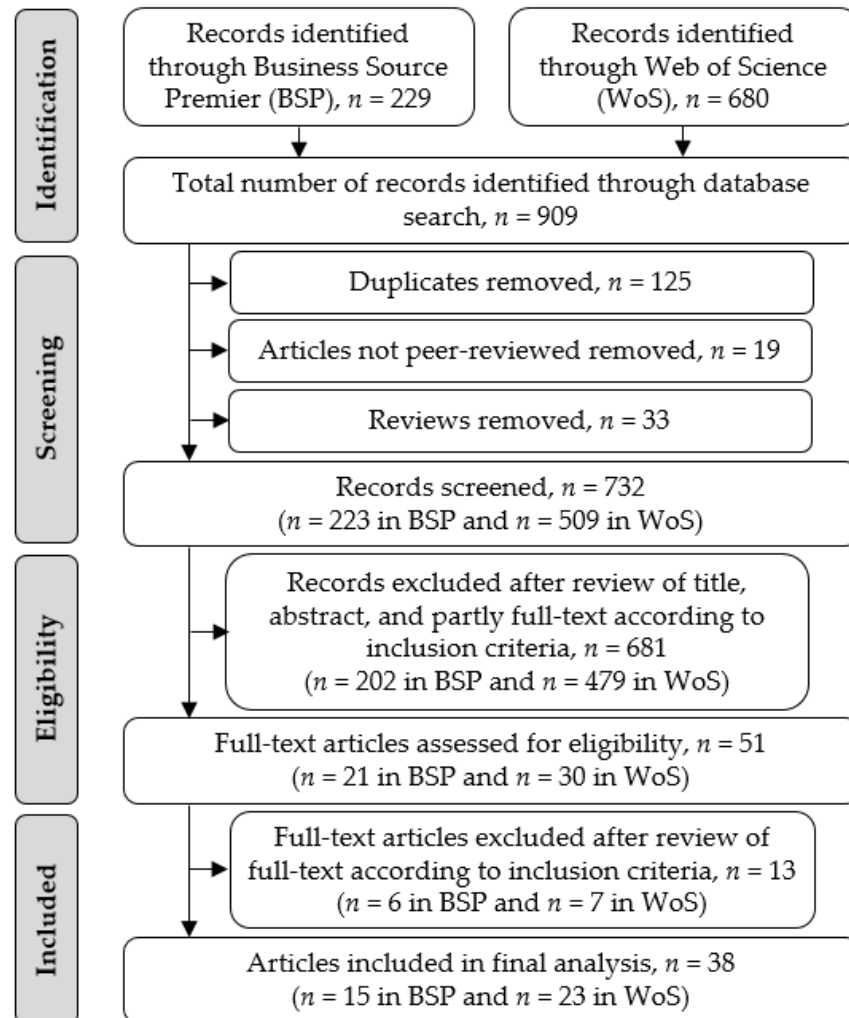 Identification
Records identified
through Business Source
Premier (BSP), n = 229
Records identified
through Web of Science
(WoS), n = 680
Total number of records identified through database
search, n = 909
Screening
Duplicates removed, n = 125
Articles not peer-reviewed removed, n = 19
Reviews removed, n = 33
Records screened, n = 732
(n = 223 in BSP and n = 509 in WoS)
Eligibility
Records excluded after review of title,
abstract, and partly full-text according to
inclusion criteria, n = 681
(n = 202 in BSP and n = 479 in WoS)
Full-text articles assessed for eligibility, n = 51
(n = 21 in BSP and n = 30 in WoS)
Included
Full-text articles excluded after review of
full-text according to inclusion criteria, n = 13
(n = 6 in BSP and n = 7 in WoS)
Articles included in final analysis, n = 38
(n = 15 in BSP and n = 23 in WoS)